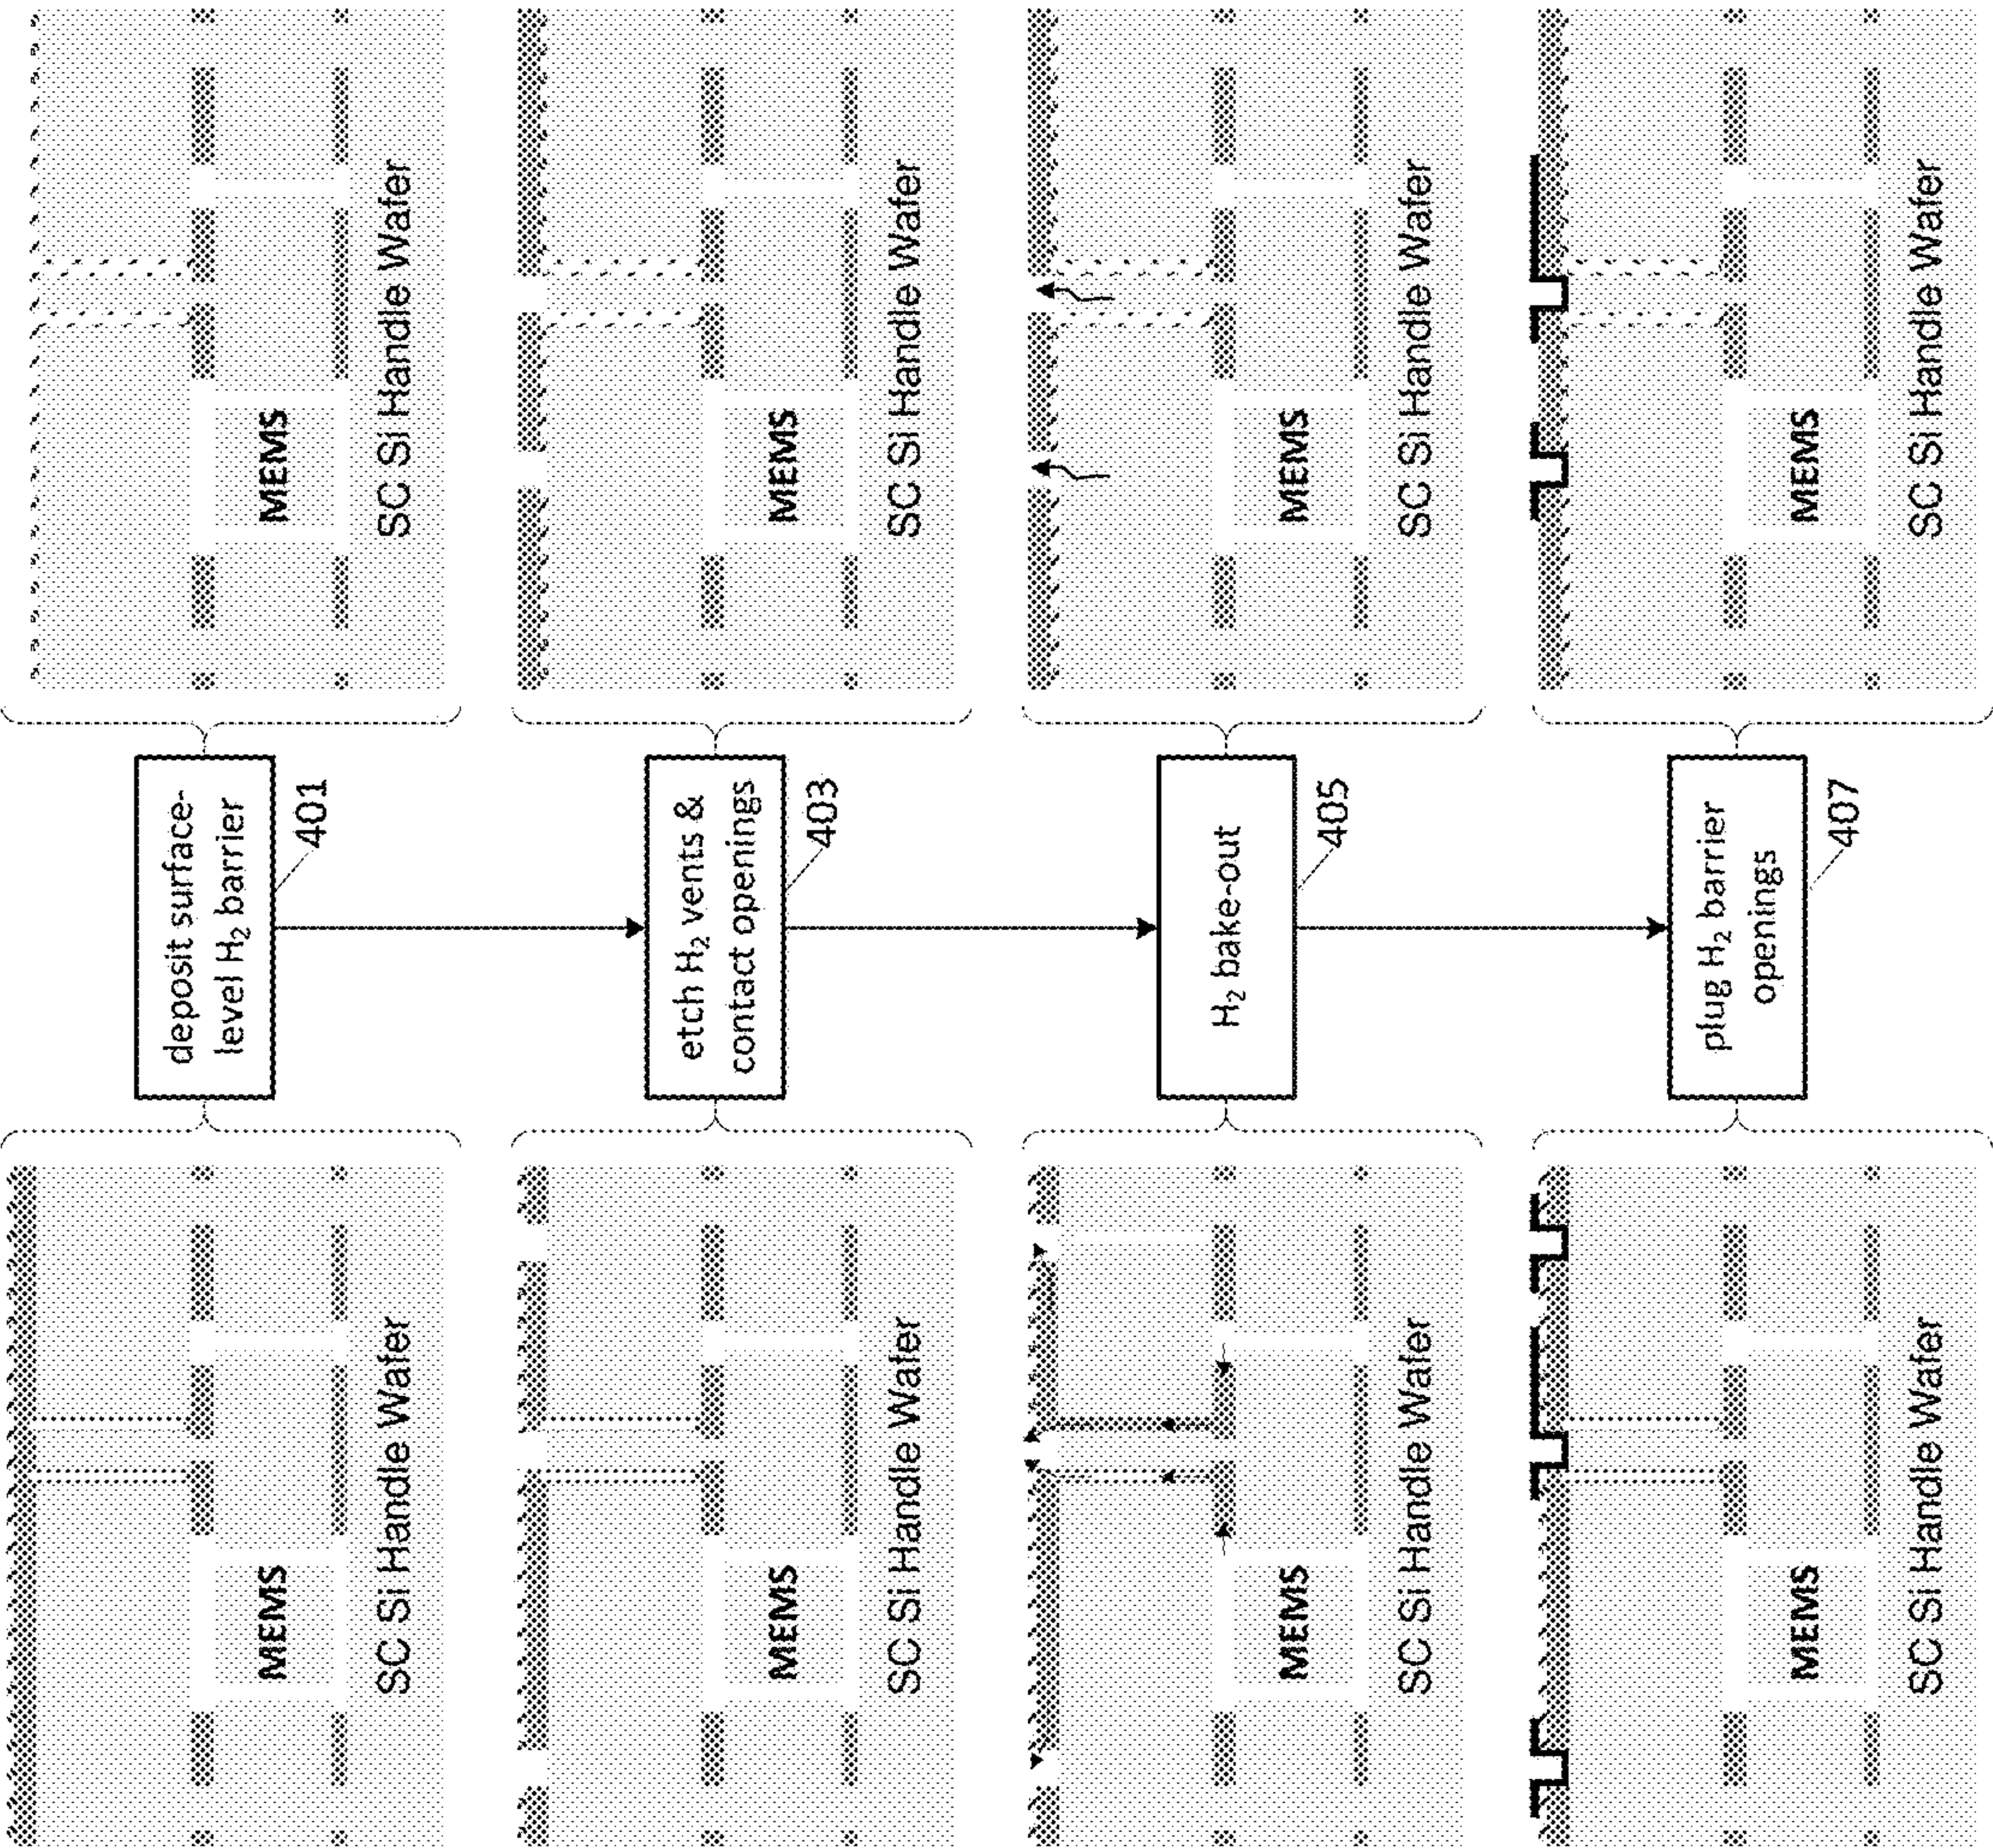 MEMS
SC Si Handle Wafer
deposit surface-
level H₂ barrier
401
MEMS
SC Si Handle Wafer
MEMS
SC Si Handle Wafer
etch H₂ vents &
contact openings
403
MEMS
SC Si Handle Wafer
MEMS
SC Si Handle Wafer
H₂ bake-out
405
MEMS
SC Si Handle Wafer
MEMS
SC Si Handle Wafer
plug H₂ barrier
openings
407
MEMS
SC Si Handle Wafer